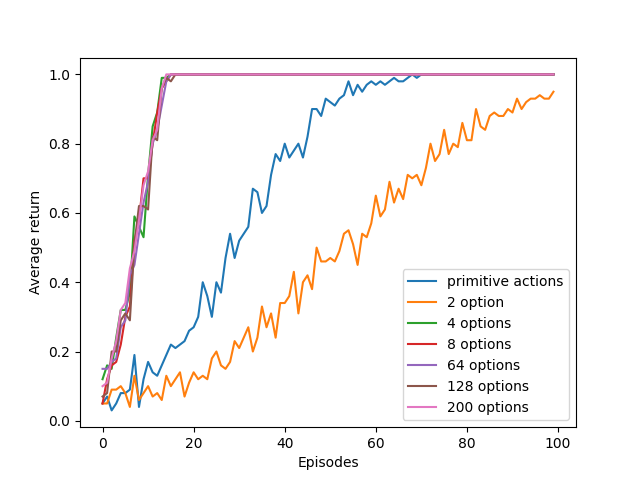 1.0
0.8
0.6
0.4
0.2
0.0
Average return
0
20
40
60
80
100
Episodes
primitive actions
2 option
4 options
8 options
64 options
128 options
200 options